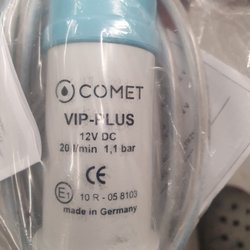 COMET
VIP-PLUS
12V DC
20 l/min 1,1 bar
CE
E1 10 R - 05 8103
made in Germany